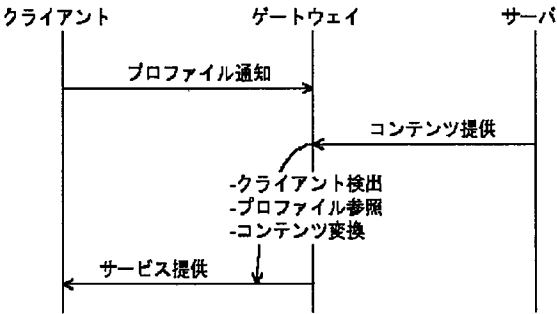 クライアント
ゲートウェイ
サーバ
プロファイル通知
コンテンツ提供
-クライアント検出
-プロファイル参照
-コンテンツ変換
サービス提供